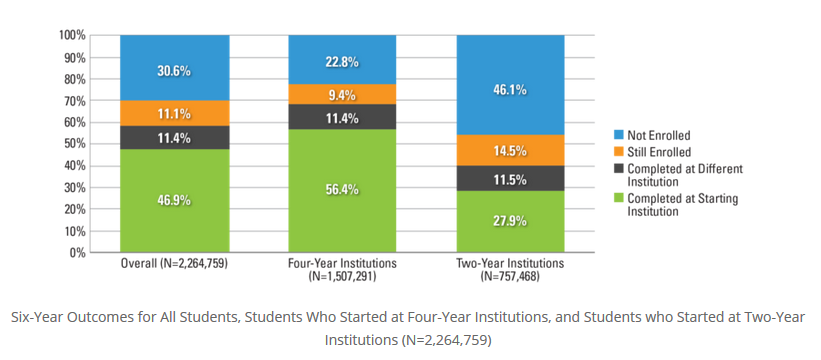 100%
90%
80%
70%
60%
50%
40%
30%
20%
10%
0%
30.6%
11.1%
11.4%
46.9%
22.8%
9.4%
11.4%
56.4%
46.1%
14.5%
11.5%
27.9%
Overall (N=2,264,759)
Four-Year Institutions
(N=1,507,291)
Two-Year Institutions
(N=757,468)
Not Enrolled
Still Enrolled
Completed at Different
Institution
Completed at Starting
Institution
Six-Year Outcomes for All Students, Students Who Started at Four-Year Institutions, and Students who Started at Two-Year
Institutions (N=2,264,759)